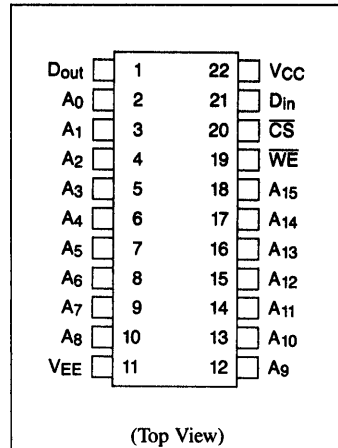 Dout 1 22 VCC
A0 2 21 Din
A1 3 20 C̅S̅
A2 4 19 W̅E̅
A3 5 18 A15
A4 6 17 A14
A5 7 16 A13
A6 8 15 A12
A7 9 14 A11
A8 10 13 A10
VEE 11 12 A9
(Top View)